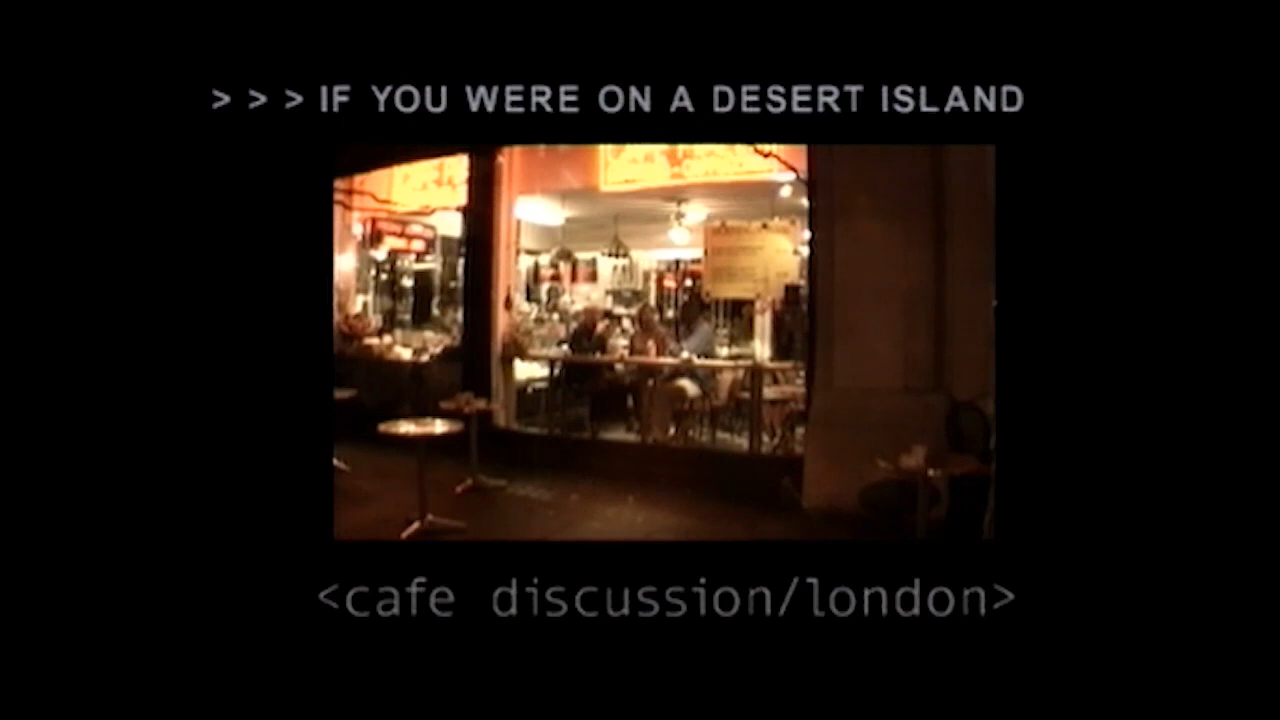 > > > IF YOU WERE ON A DESERT ISLAND
<cafe discussion/london>